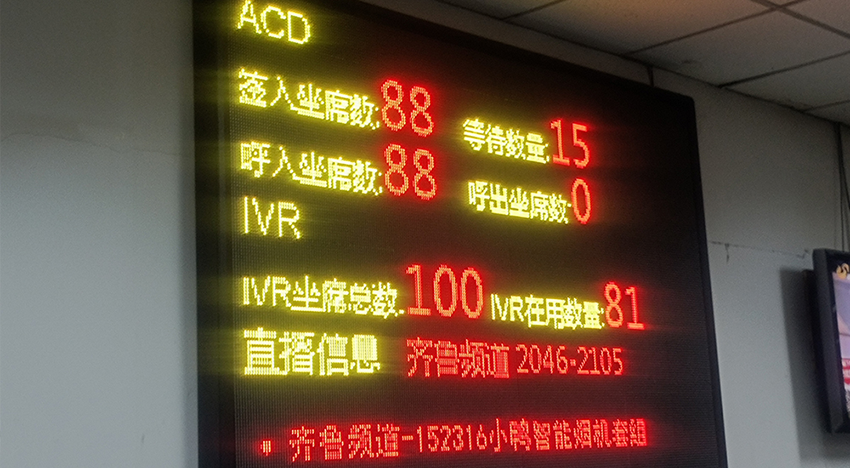 ACD
签入坐席数:88 等待数量:15
呼入坐席数:88 呼出坐席数:0
IVR
IVR坐席总数:100 IVR在用数量:81
直播信息 齐鲁频道 2046-2105
齐鲁频道-152316小鸭智能烟机套组